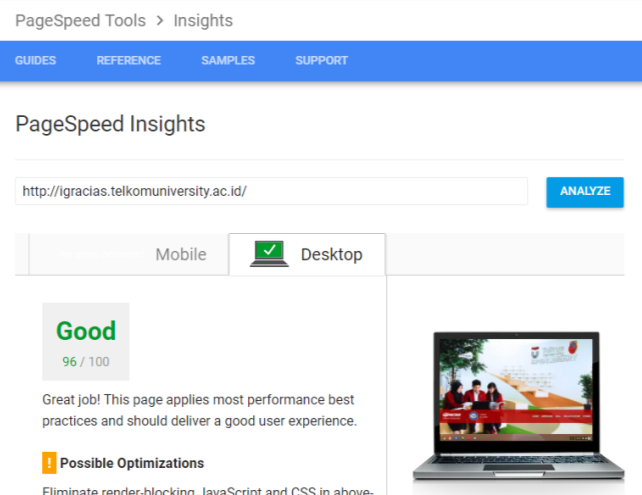 PageSpeed Tools > Insights
GUIDES REFERENCE SAMPLES SUPPORT
PageSpeed Insights
http://igracias.telkomuniversity.ac.id/
ANALYZE
Mobile
Desktop
Good
96 / 100
Great job! This page applies most performance best
practices and should deliver a good user experience.
! Possible Optimizations
Eliminate render-blocking JavaScript and CSS in above-